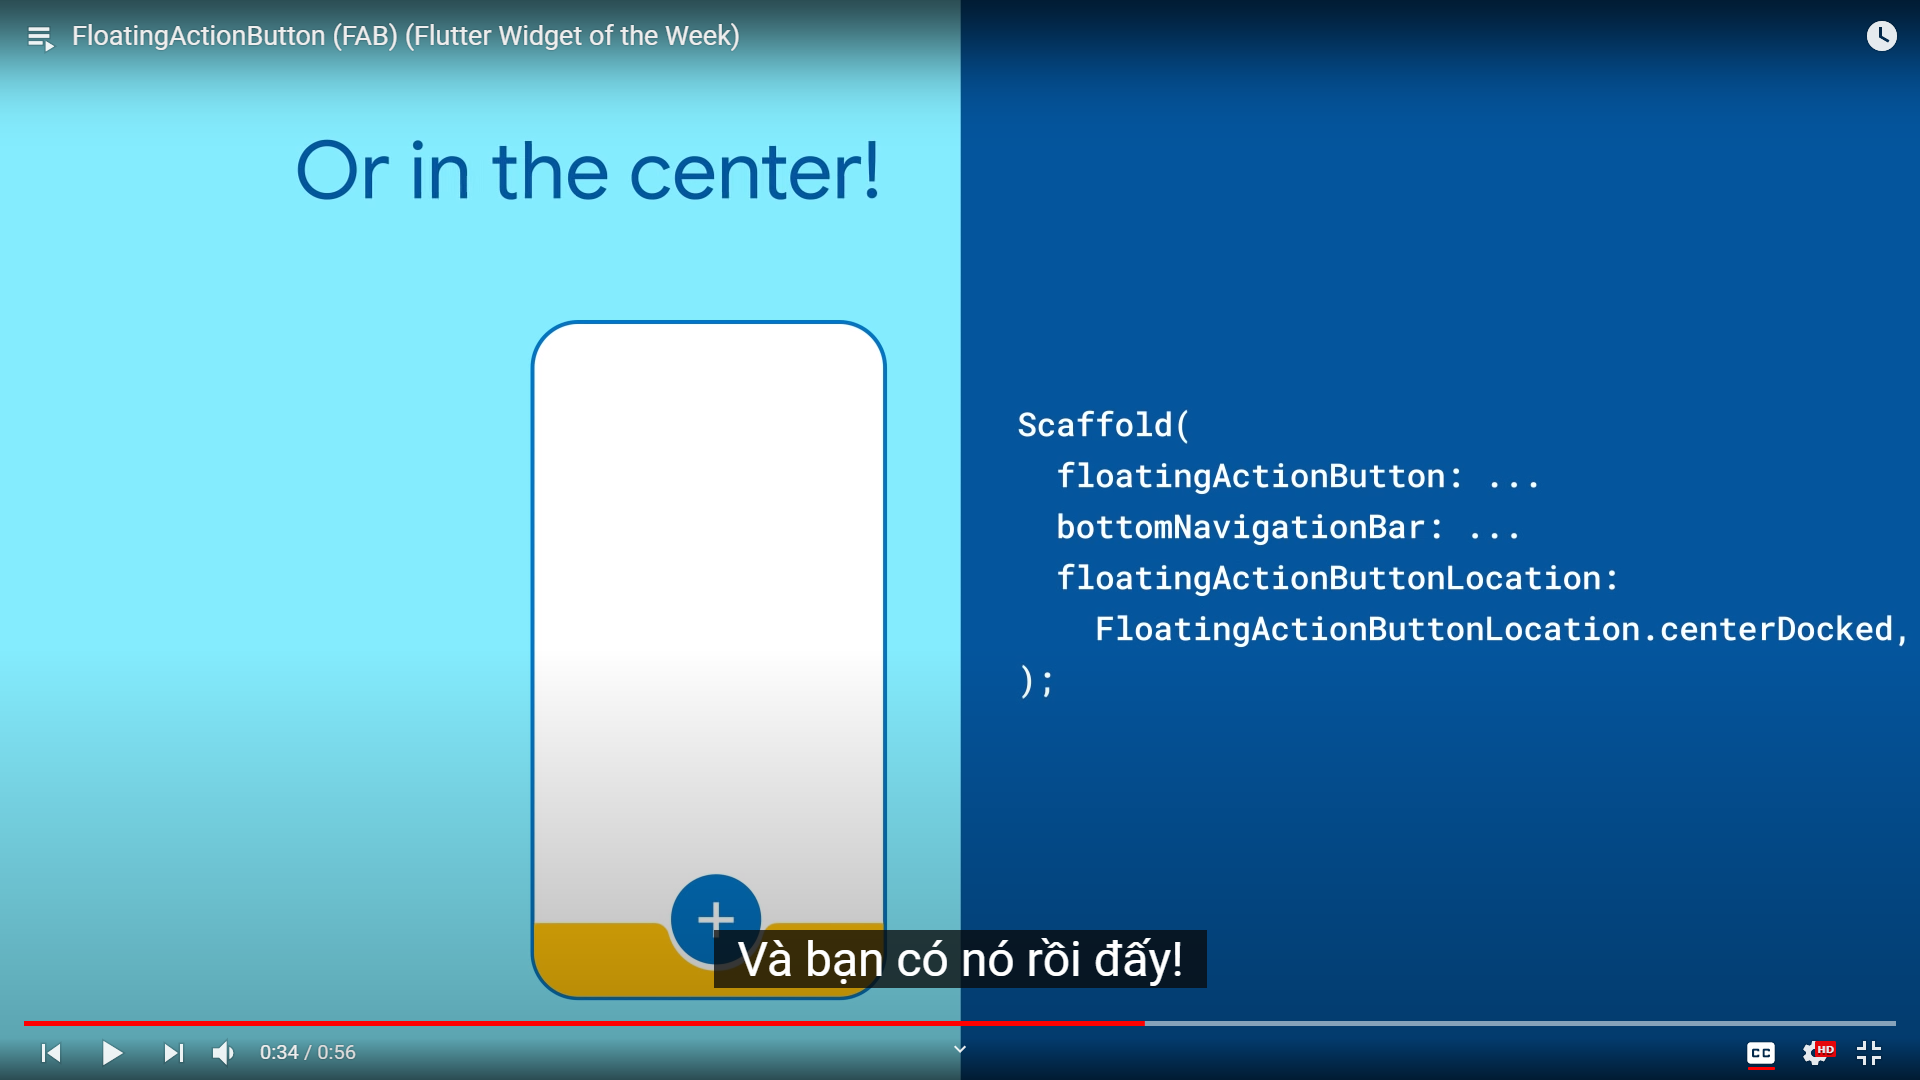 FloatingActionButton (FAB) (Flutter Widget of the Week)
Or in the center!
Scaffold(
floatingActionButton: ...
bottomNavigationBar: ...
floatingActionButtonLocation:
FloatingActionButtonLocation.centerDocked,
);
Và bạn có nó rồi đấy!
0:34 / 0:56
CC
HD